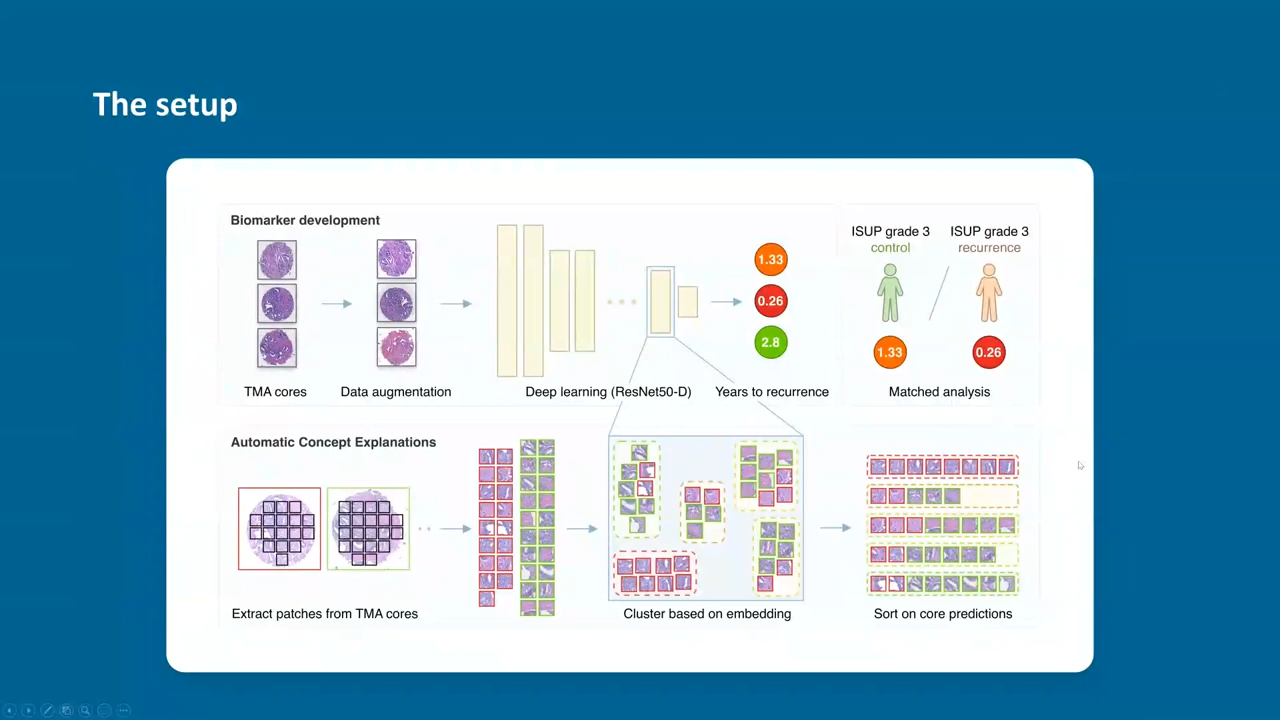 The setup
Biomarker development
TMA cores
Data augmentation
Deep learning (ResNet50-D)
1.33
0.26
2.8
Years to recurrence
ISUP grade 3
control
ISUP grade 3
recurrence
1.33
0.26
Matched analysis
Automatic Concept Explanations
Extract patches from TMA cores
Cluster based on embedding
Sort on core predictions